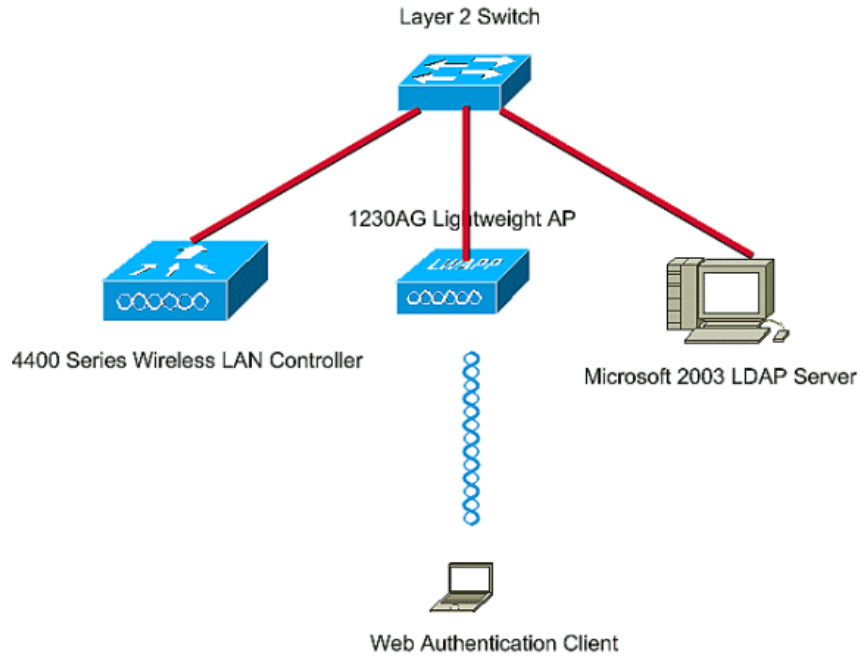 Layer 2 Switch
1230AG Lightweight AP
LWAPP
4400 Series Wireless LAN Controller
Microsoft 2003 LDAP Server
Web Authentication Client